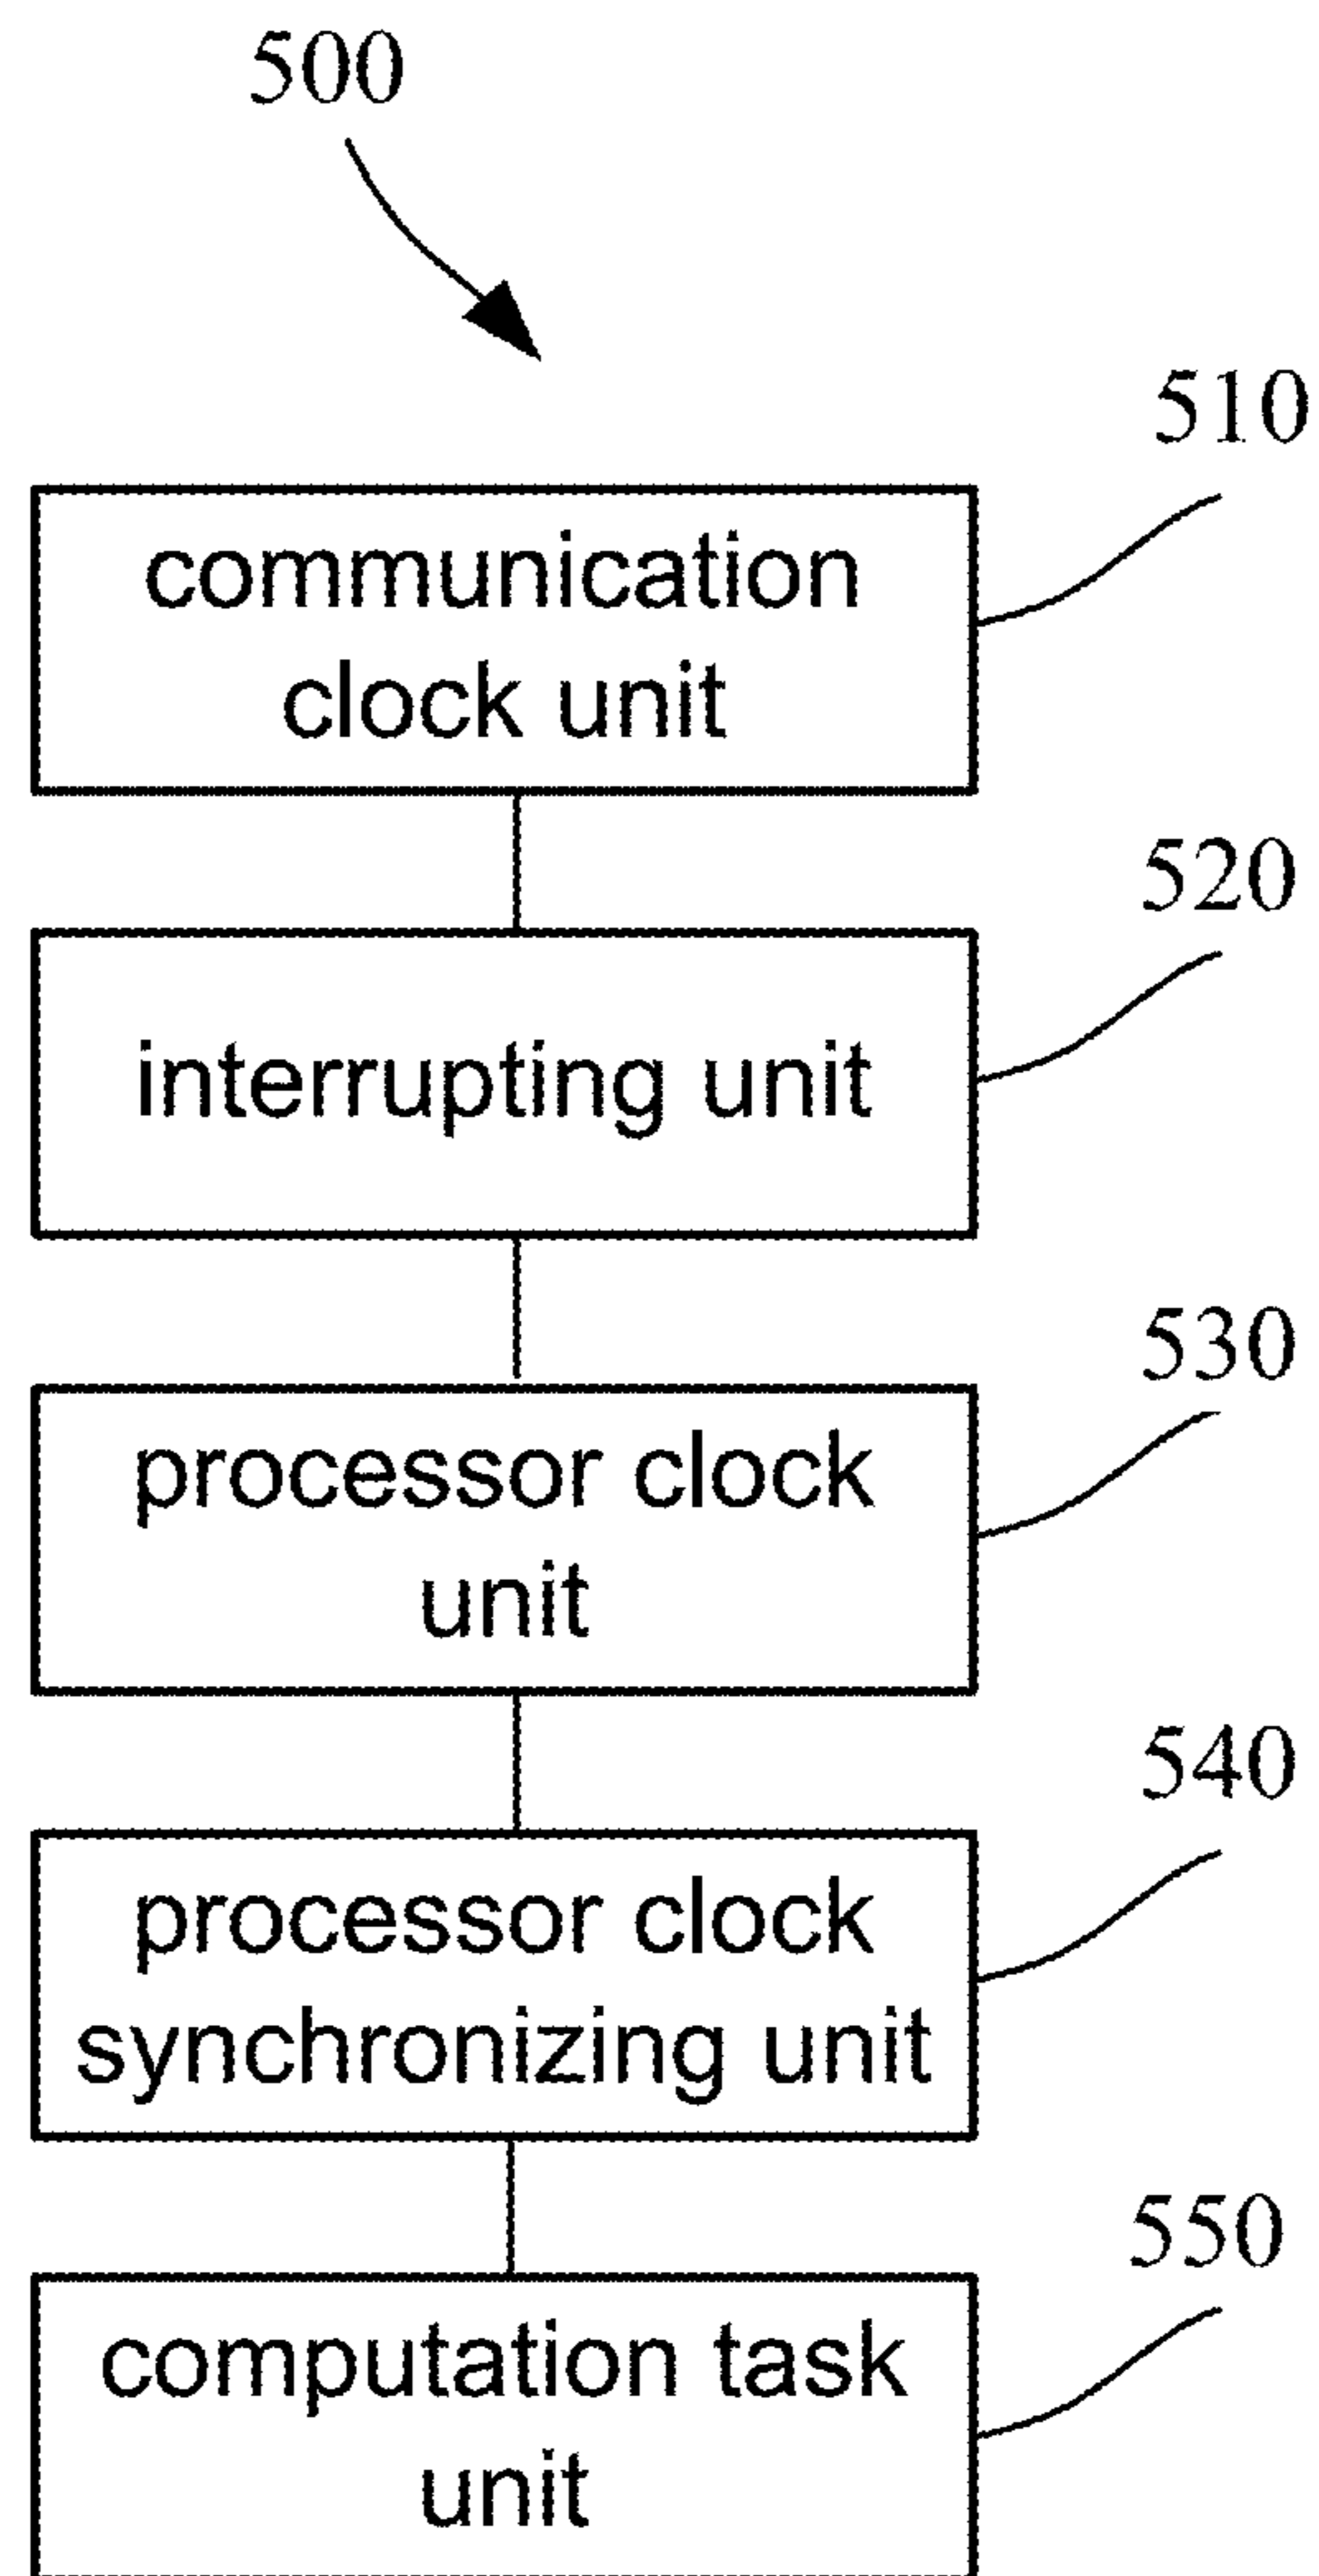 500
510
communication
clock unit
520
interrupting unit
530
processor clock
unit
540
processor clock
synchronizing unit
550
computation task
unit